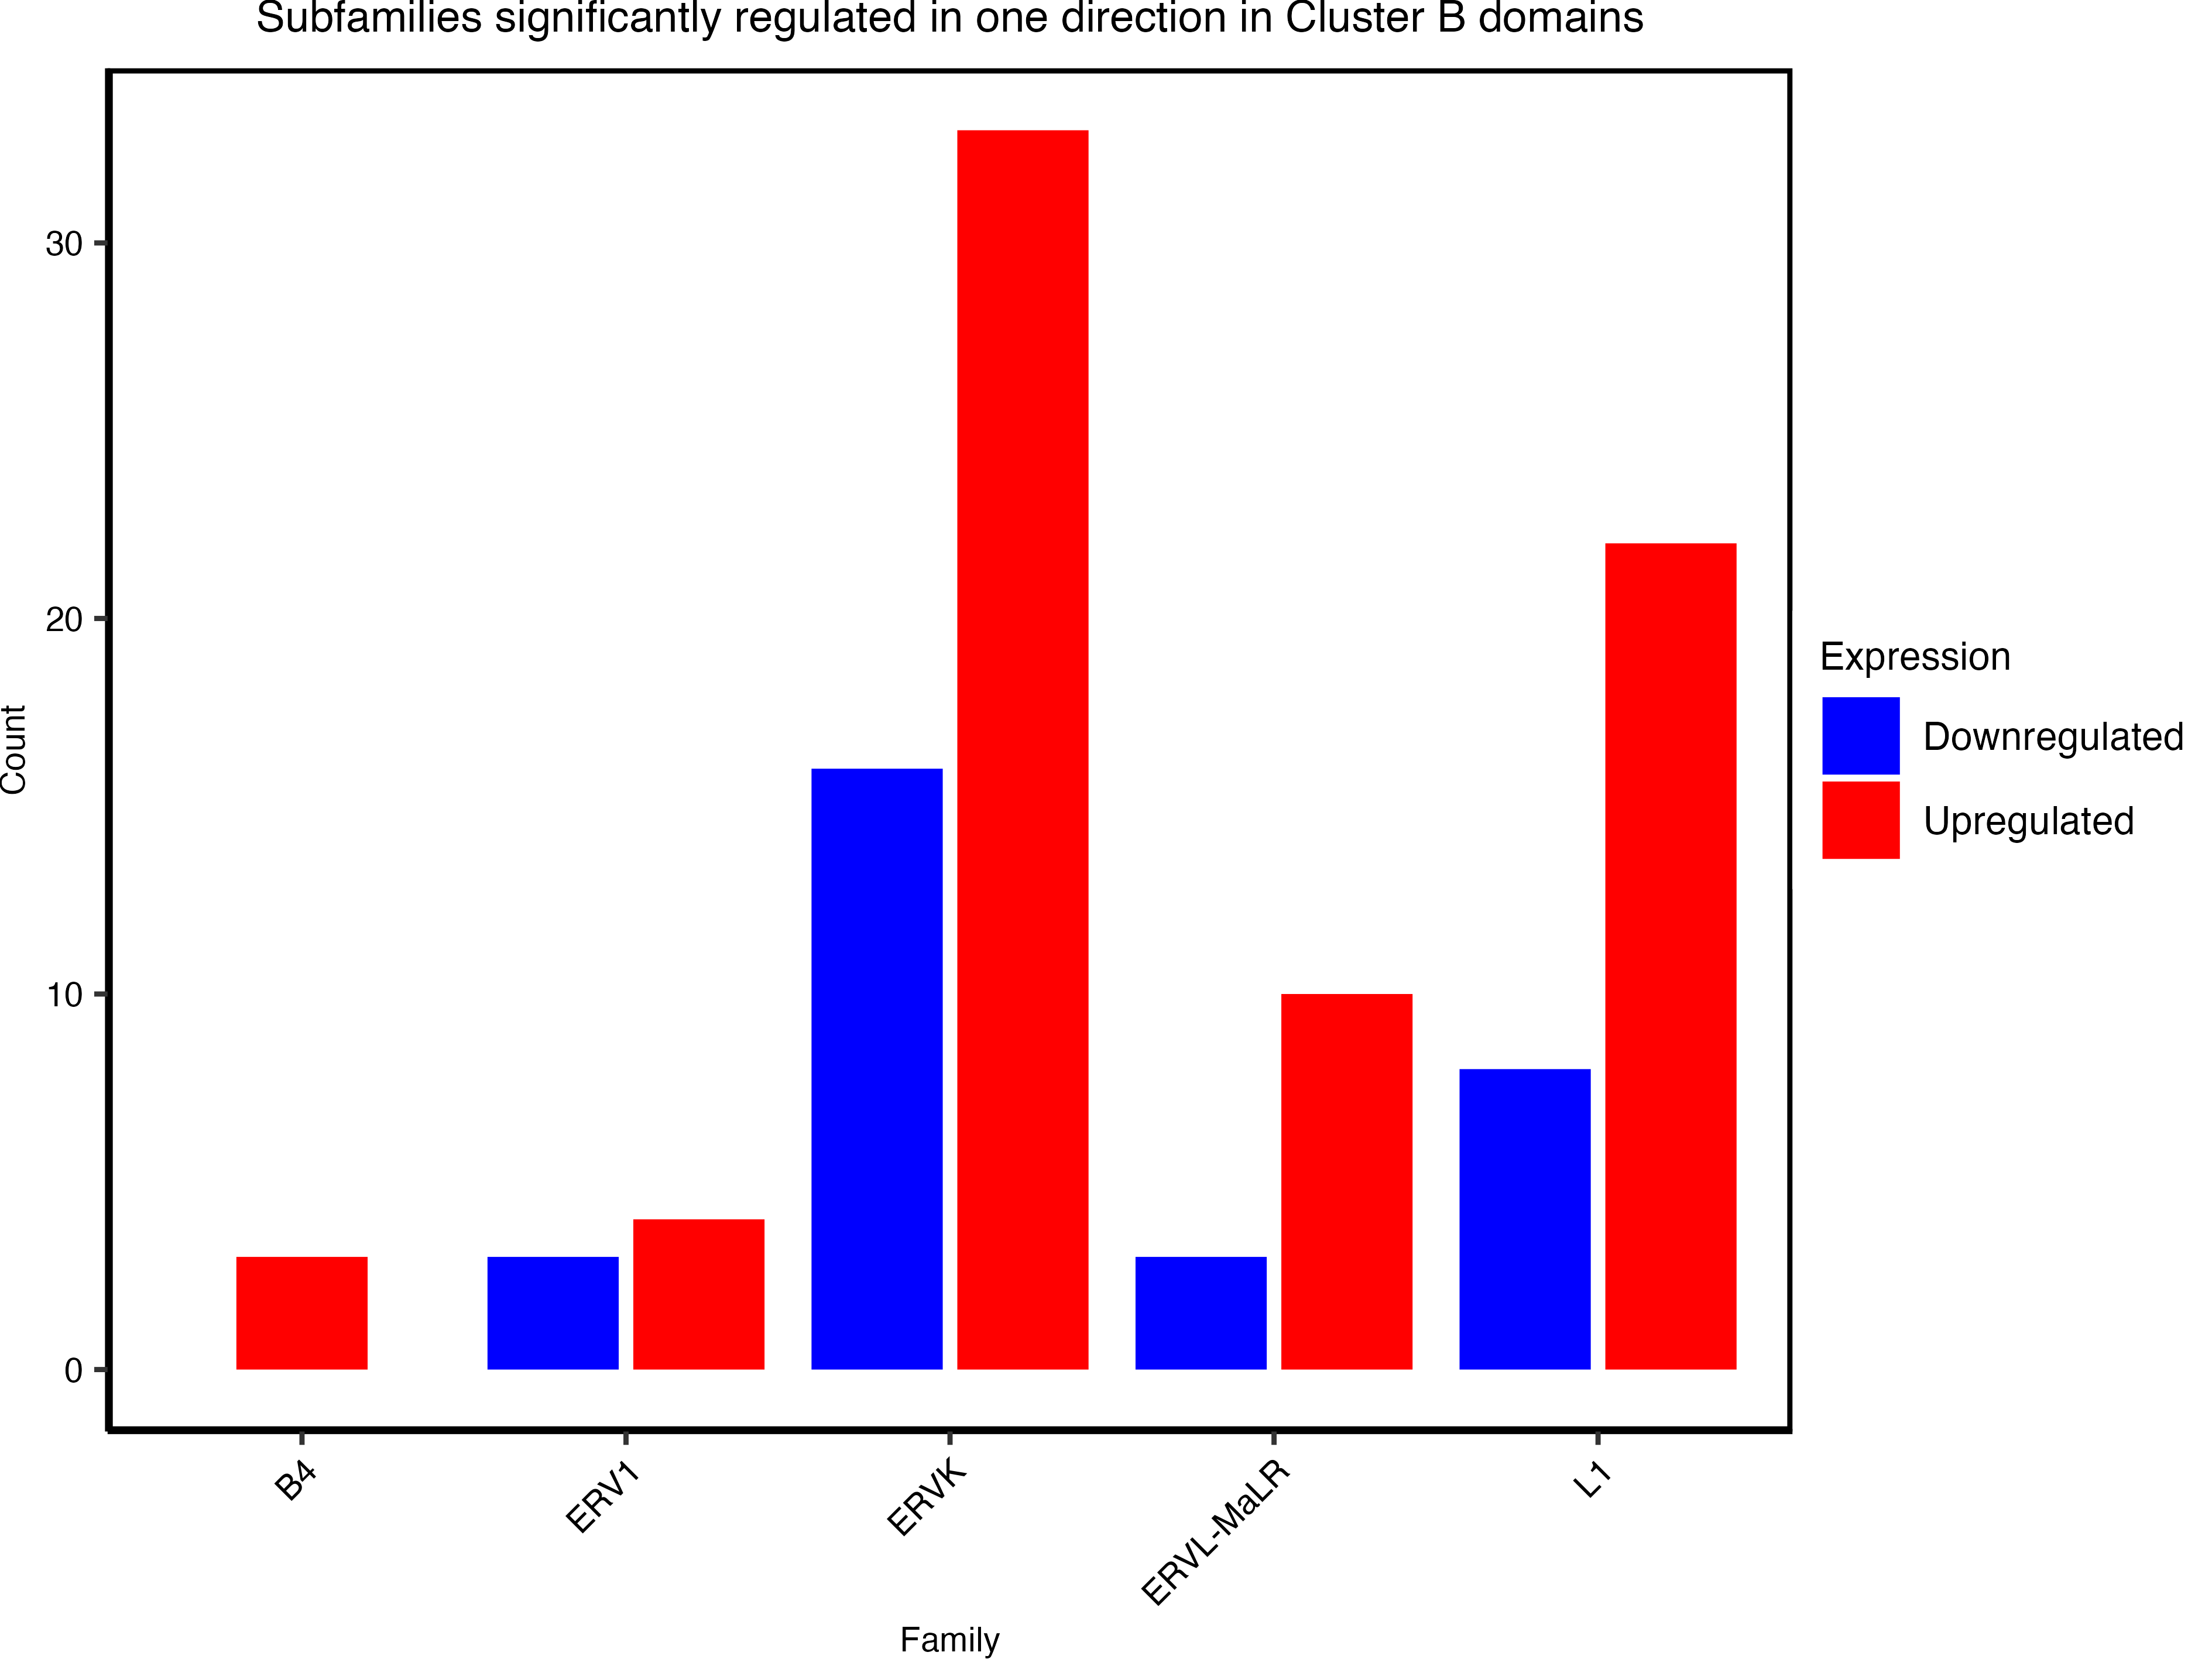 Subfamilies significantly regulated in one direction in Cluster B domains
30
20
10
0
Count
B4
ERV1
ERVK
ERVL-MaLR
L1
Family
Expression
Downregulated
Upregulated